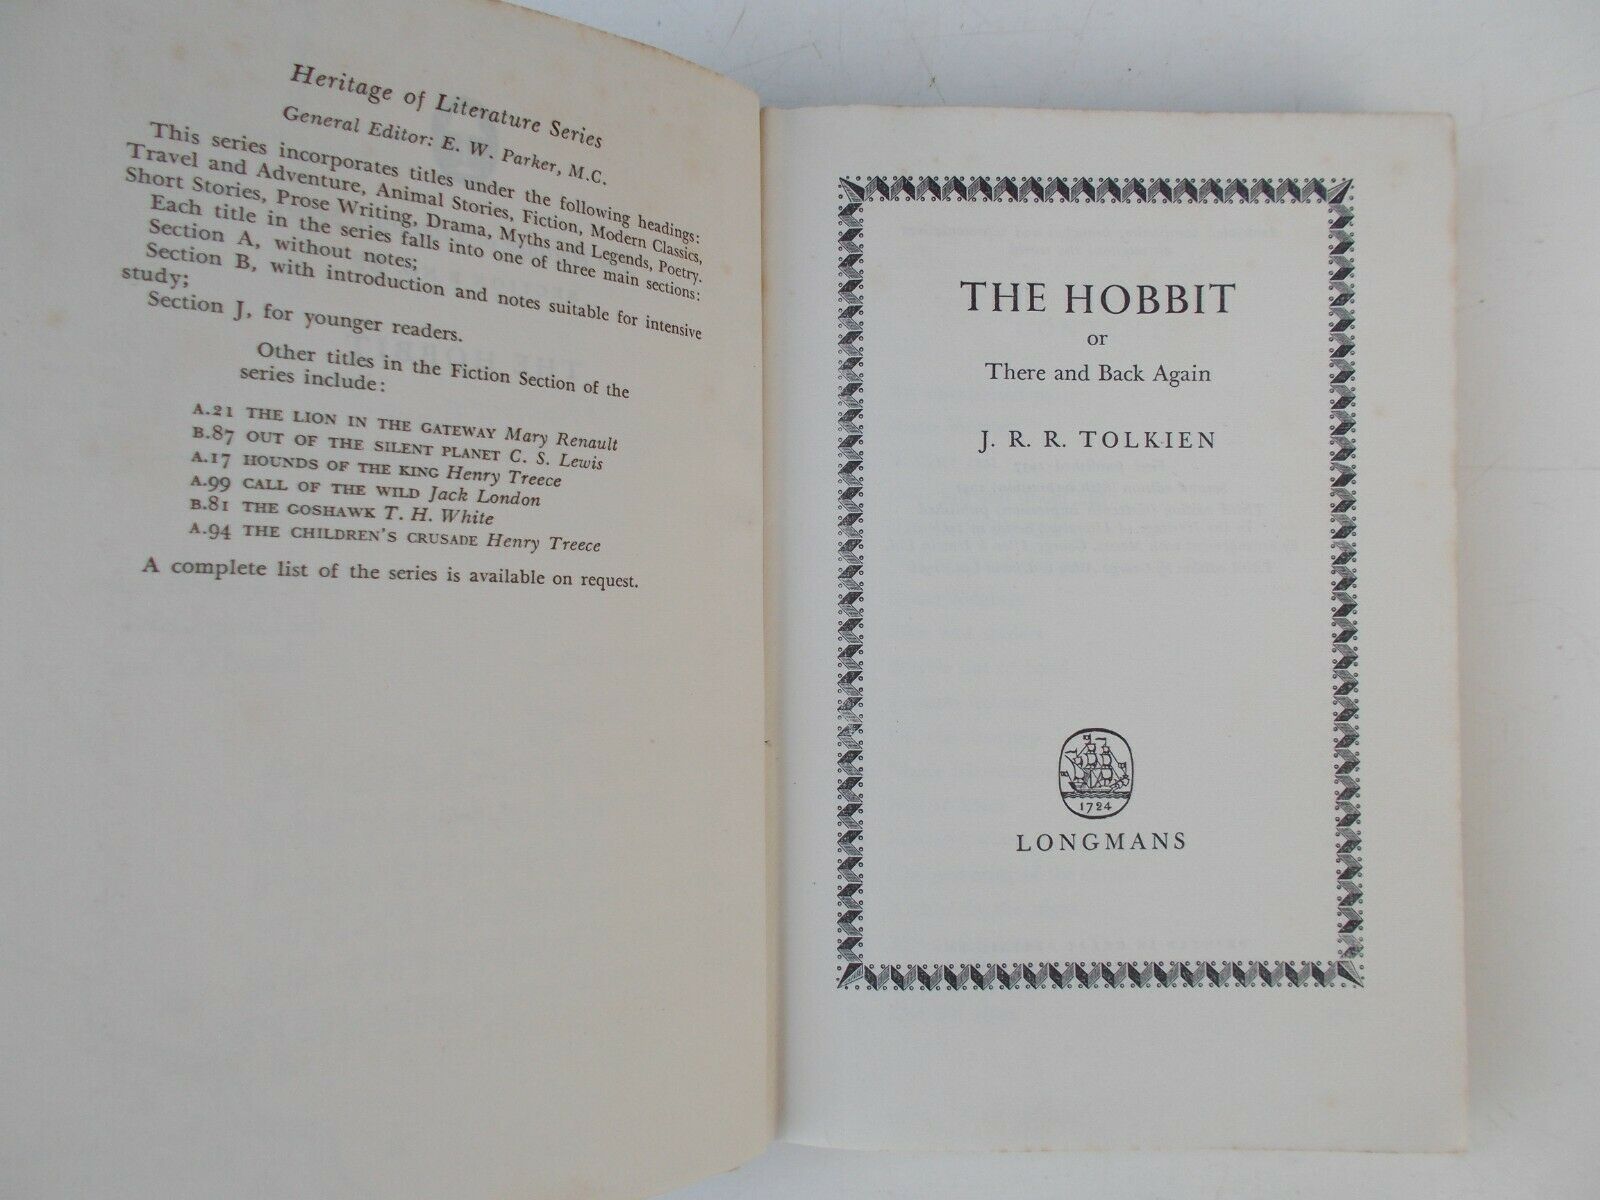 Heritage of Literature Series
General Editor: E. W. Parker, M.C.
This series incorporates titles under the following headings:
Travel and Adventure, Animal Stories, Fiction, Modern Classics,
Short Stories, Prose Writing, Drama, Myths and Legends, Poetry.
Each title in the series falls into one of three main sections:
Section A, without notes;
Section B, with introduction and notes suitable for intensive
study;
Section J, for younger readers.
Other titles in the Fiction Section of the
series include:
A.21 THE LION IN THE GATEWAY Mary Renault
B.87 OUT OF THE SILENT PLANET C. S. Lewis
A.17 HOUNDS OF THE KING Henry Treece
A.99 CALL OF THE WILD Jack London
B.81 THE GOSHAWK T. H. White
A.94 THE CHILDREN'S CRUSADE Henry Treece
A complete list of the series is available on request.
THE HOBBIT
or
There and Back Again
J. R. R. TOLKIEN
1724
LONGMANS